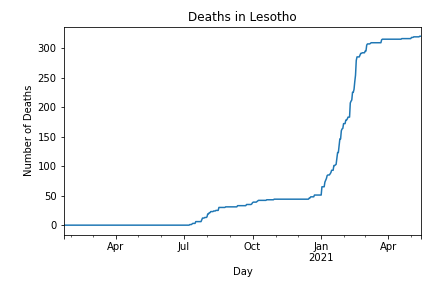 Deaths in Lesotho
300
250
200
150
100
50
0
Number of Deaths
Apr
Jul
Oct
Jan
2021
Apr
Day